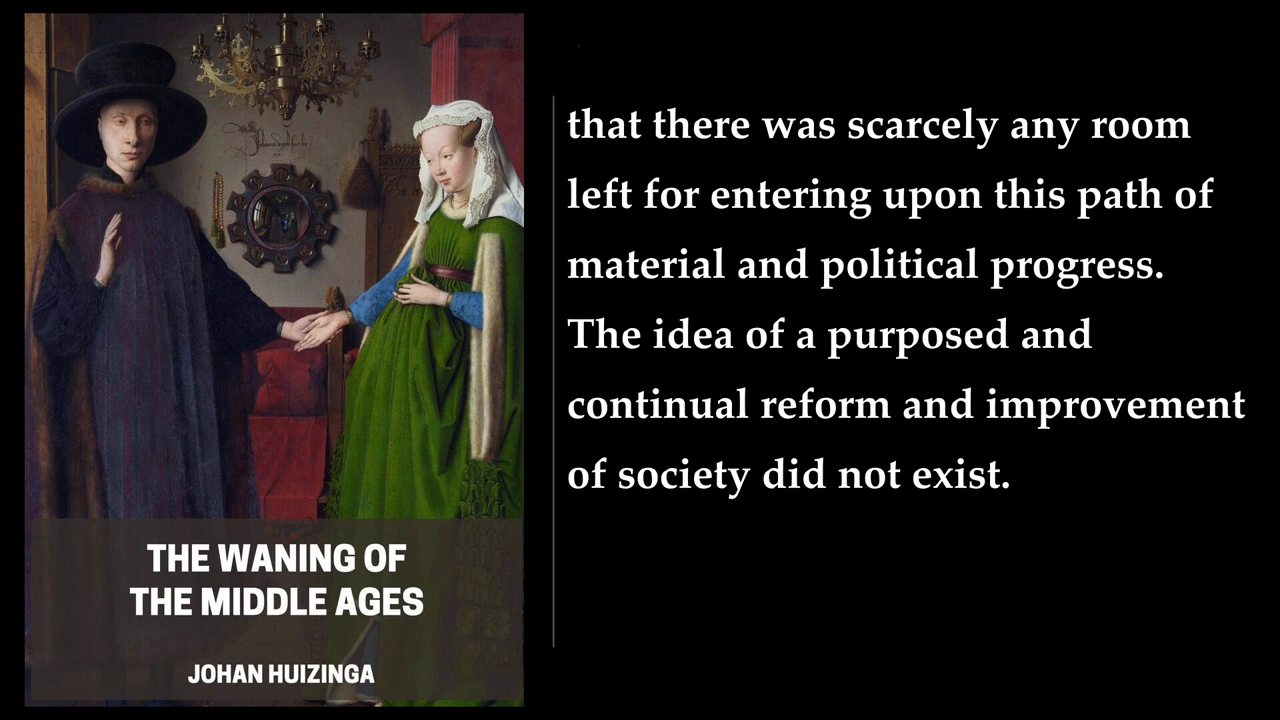 THE WANING OF
THE MIDDLE AGES
JOHAN HUIZINGA
that there was scarcely any room
left for entering upon this path of
material and political progress.
The idea of a purposed and
continual reform and improvement
of society did not exist.